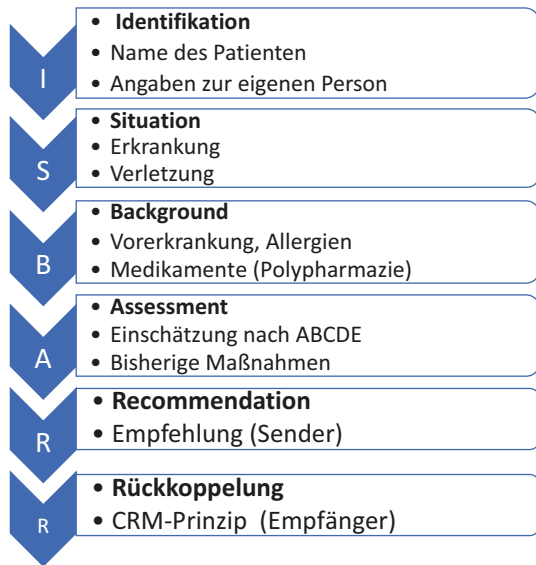 I
• Identifikation
• Name des Patienten
• Angaben zur eigenen Person
S
• Situation
• Erkrankung
• Verletzung
B
• Background
• Vorerkrankung, Allergien
• Medikamente (Polypharmazie)
A
• Assessment
• Einschätzung nach ABCDE
• Bisherige Maßnahmen
R
• Recommendation
• Empfehlung (Sender)
R
• Rückkoppelung
• CRM-Prinzip (Empfänger)